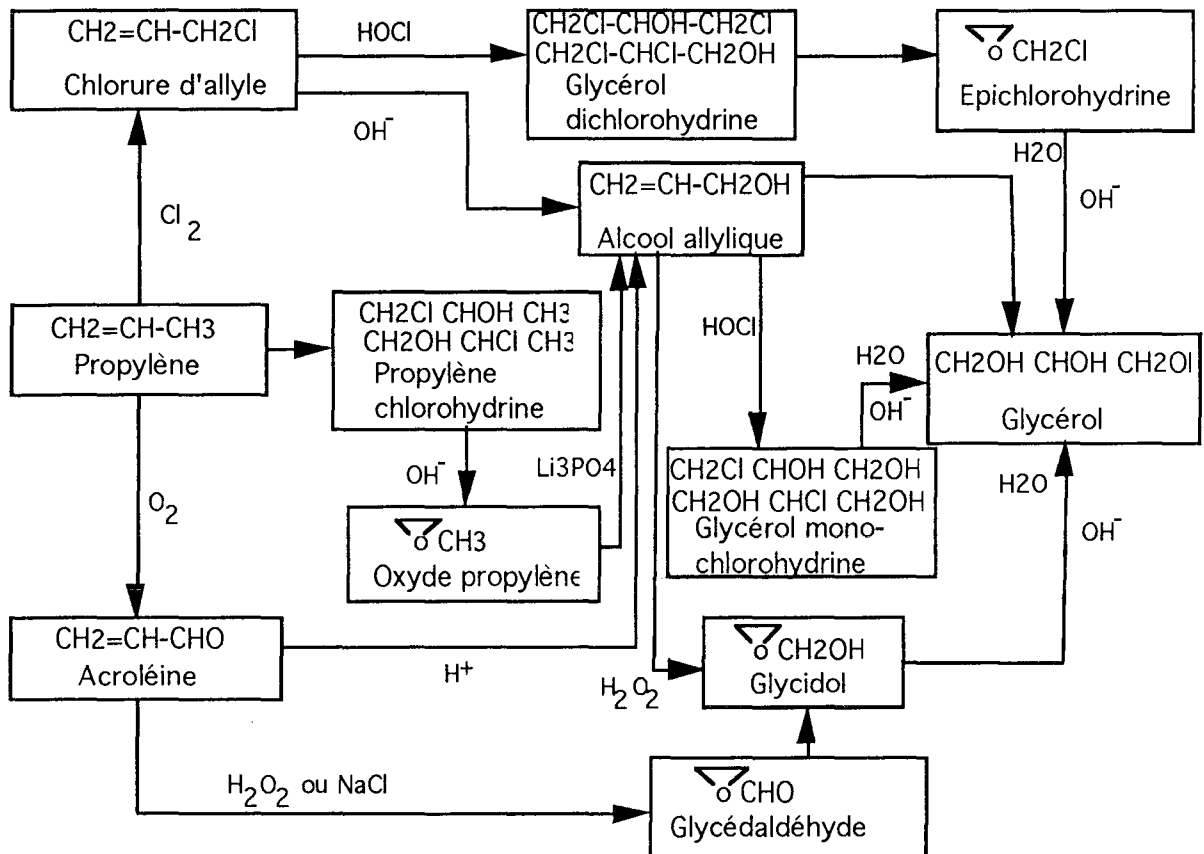 CH2=CH-CH2Cl
Chlorure d'allyle
HOCl
CH2Cl-CHOH-CH2Cl
CH2Cl-CHCl-CH2OH
Glycérol
dichlorohydrine
o CH2Cl
Epichlorohydrine
OH-
H2O
OH-
CH2=CH-CH2OH
Alcool allylique
Cl2
CH2=CH-CH3
Propylène
CH2Cl CHOH CH3
CH2OH CHCl CH3
Propylène
chlorohydrine
HOCl
H2O
OH-
CH2OH CHOH CH2Ol
Glycérol
OH-
Li3PO4
CH2Cl CHOH CH2OH
CH2OH CHCl CH2OH
Glycérol mono-
chlorohydrine
H2O
OH-
O2
o CH3
Oxyde propylène
CH2=CH-CHO
Acroléine
H+
H2O2
o CH2OH
Glycidol
H2O2 ou NaCl
o CHO
Glycédaldéhyde